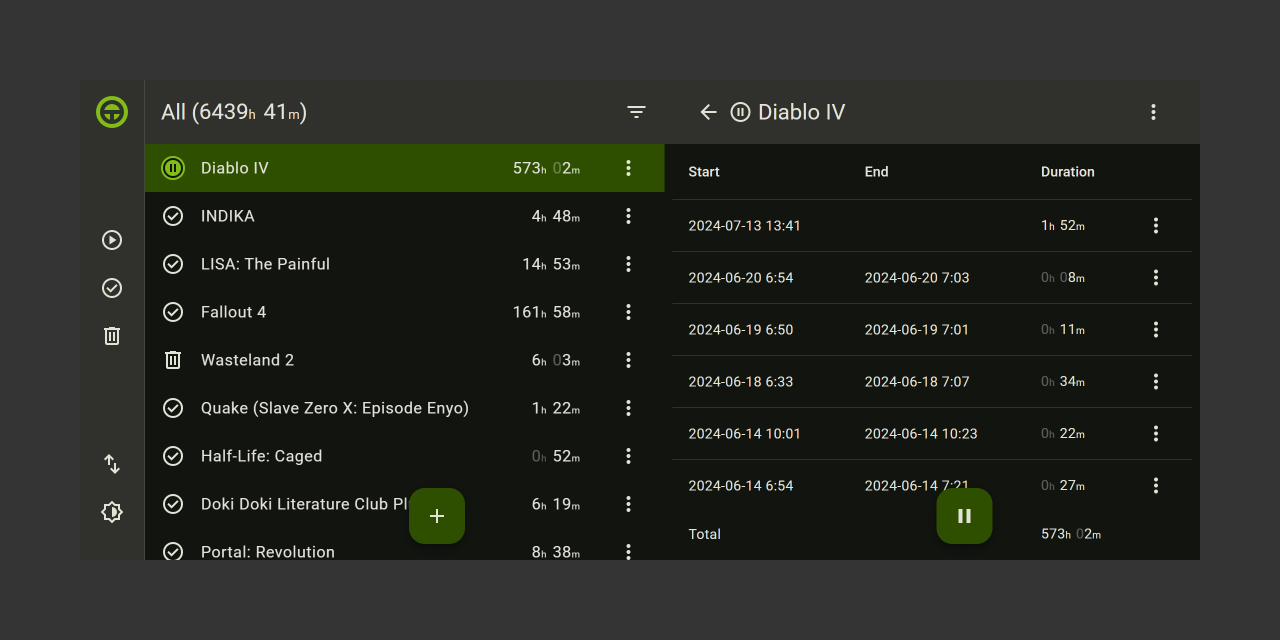 All (6439h 41m)
Diablo IV 573h 02m
INDIKA 4h 48m
LISA: The Painful 14h 53m
Fallout 4 161h 58m
Wasteland 2 6h 03m
Quake (Slave Zero X: Episode Enyo) 1h 22m
Half-Life: Caged 0h 52m
Doki Doki Literature Club 6h 19m
Portal: Revolution 8h 38m
Diablo IV
Start End Duration
2024-07-13 13:41 1h 52m
2024-06-20 6:54 2024-06-20 7:03 0h 08m
2024-06-19 6:50 2024-06-19 7:01 0h 11m
2024-06-18 6:33 2024-06-18 7:07 0h 34m
2024-06-14 10:01 2024-06-14 10:23 0h 22m
2024-06-14 6:54 2024-06-14 7:21 0h 27m
Total 573h 02m